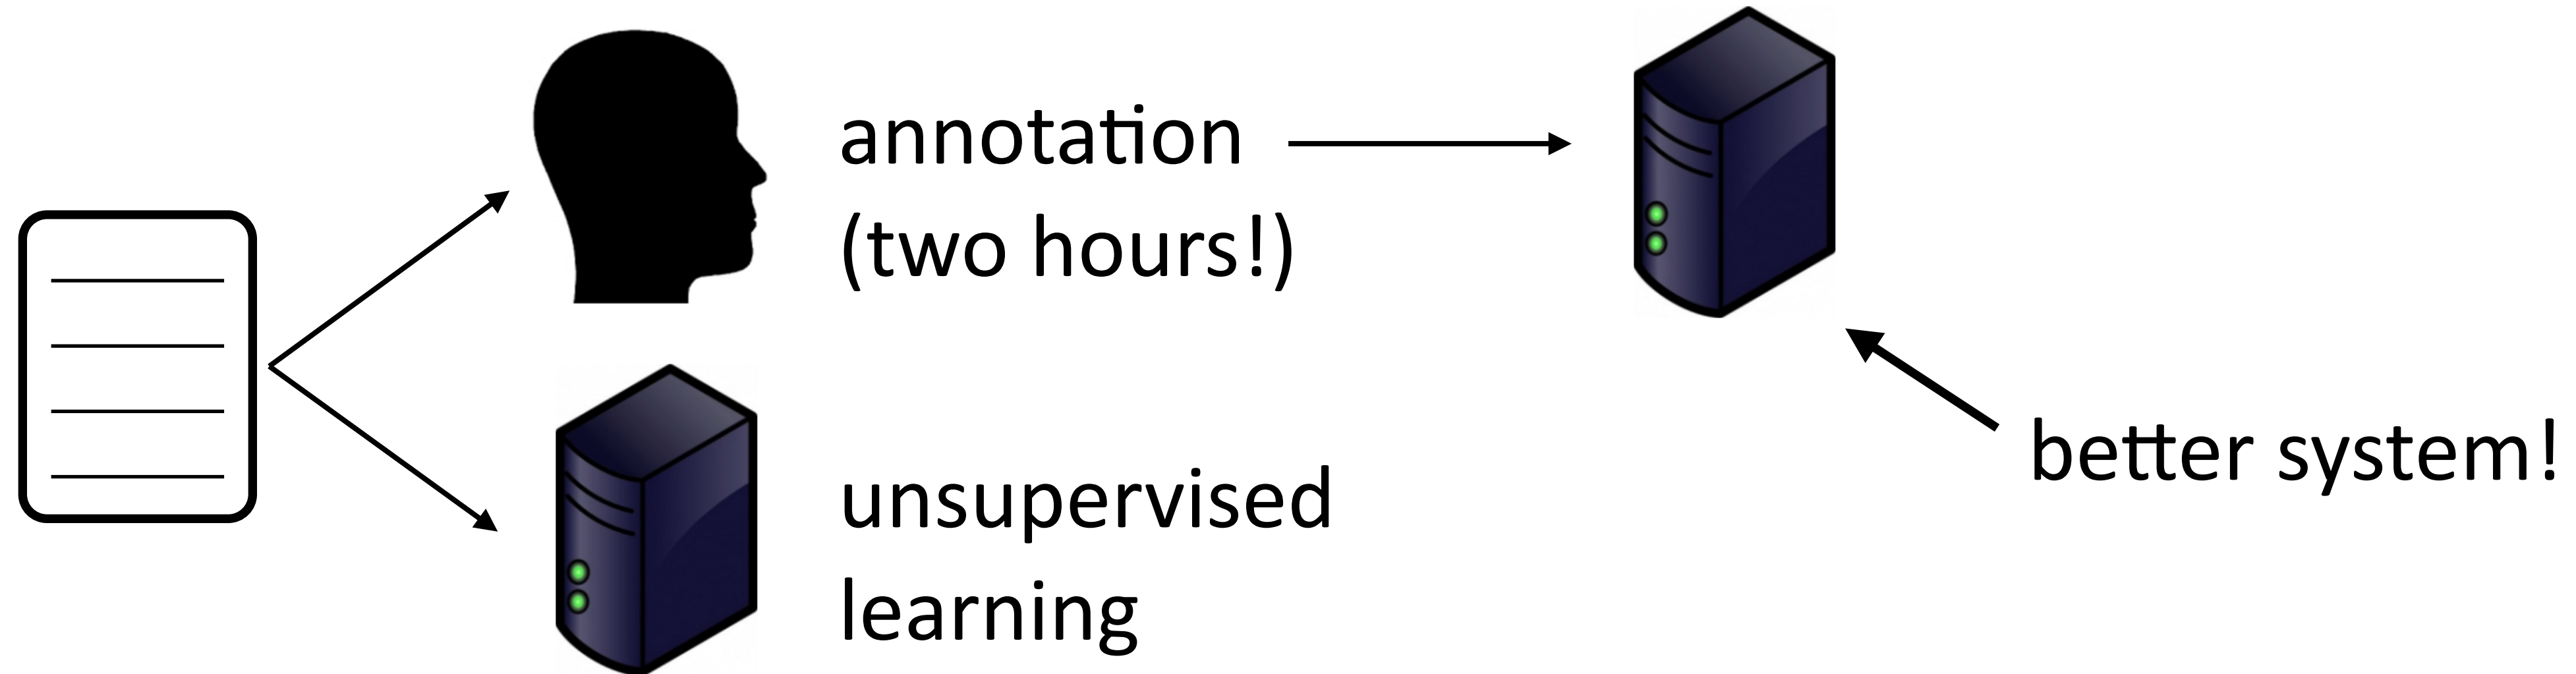 annotation
(two hours!)
better system!
unsupervised
learning